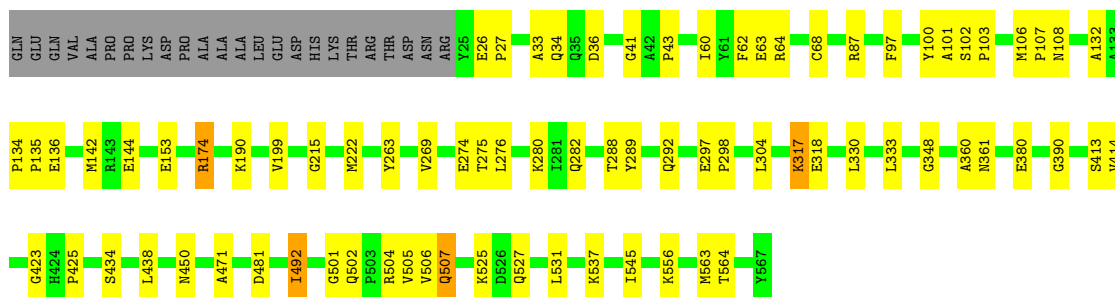 GLN GLU GLN VAL ALA PRO PRO LYS ASP PRO ALA ALA ALA LEU GLU ASP HIS LYS THR ARG THR ASP ASN ARG Y25 E26 P27 A33 Q34 Q35 D36 G41 A42 P43 I60 Y61 F62 E63 R64 C68 R87 F97 Y100 A101 S102 P103 M106 P107 N108 A132 A133
P134 P135 E136 M142 R143 E144 E153 R174 K190 V199 G215 M222 Y263 V269 E274 T275 L276 K280 I281 Q282 T288 Y289 Q292 E297 P298 L304 K317 E318 L330 L333 G348 A360 N361 E380 G390 S413 V414
G423 H424 P425 S434 L438 N450 A471 D481 I492 G501 Q502 P503 R504 V505 V506 Q507 K525 D526 Q527 L531 K537 I545 K556 M563 T564 Y567